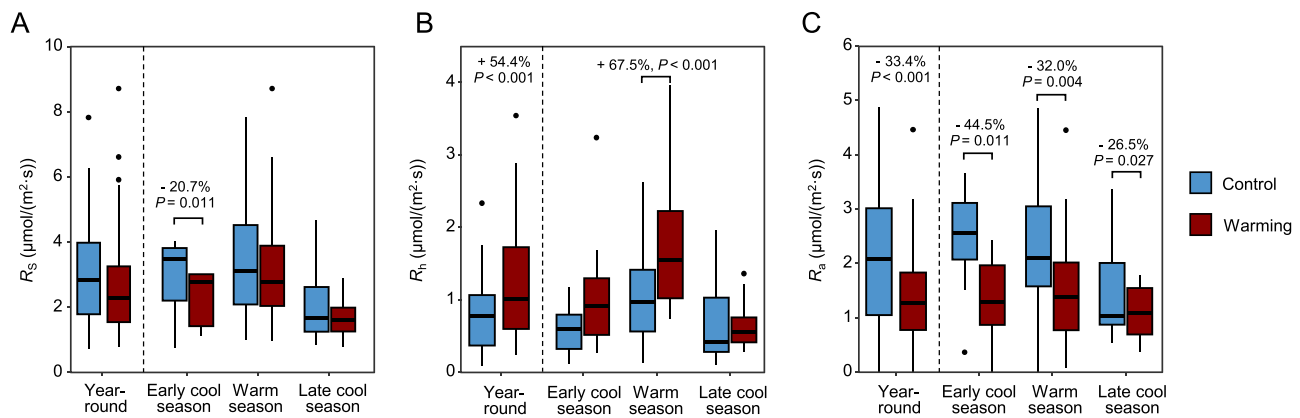 A
B
C
R_S (μmol/(m²·s))
10
8
6
4
2
0
- 20.7%
P = 0.011
Year-
round
Early cool
season
Warm
season
Late cool
season
R_h (μmol/(m²·s))
4
3
2
1
0
+ 54.4%
P < 0.001
+ 67.5%, P < 0.001
Year-
round
Early cool
season
Warm
season
Late cool
season
R_a (μmol/(m²·s))
6
5
4
3
2
1
0
- 33.4%
P < 0.001
- 44.5%
P = 0.011
- 32.0%
P = 0.004
- 26.5%
P = 0.027
Year-
round
Early cool
season
Warm
season
Late cool
season
Control
Warming